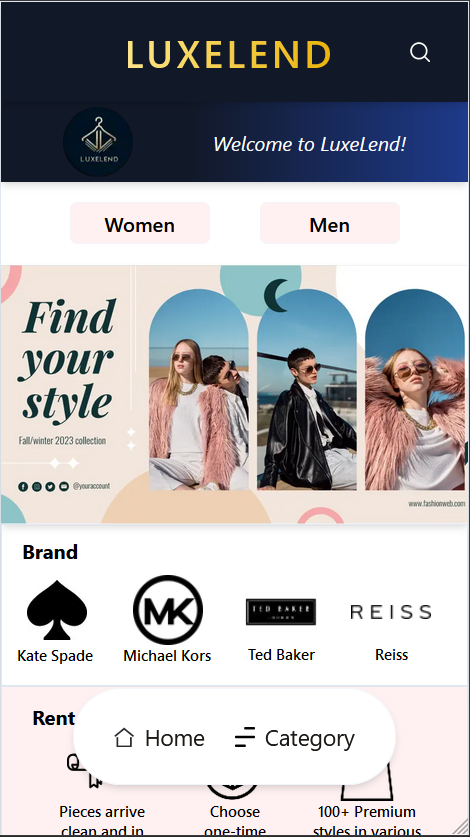 LUXELEND
LUXELEND
Welcome to LuxeLend!
Women
Men
Find
your
style
Fall/winter 2023 collection
@youraccount
www.fashionweb.com
Brand
MK
TED BAKER
LONDON
REISS
Kate Spade
Michael Kors
Ted Baker
Reiss
Rent
Home
Category
Pieces arrive
clean and in
Choose
one-time
100+ Premium
styles in various